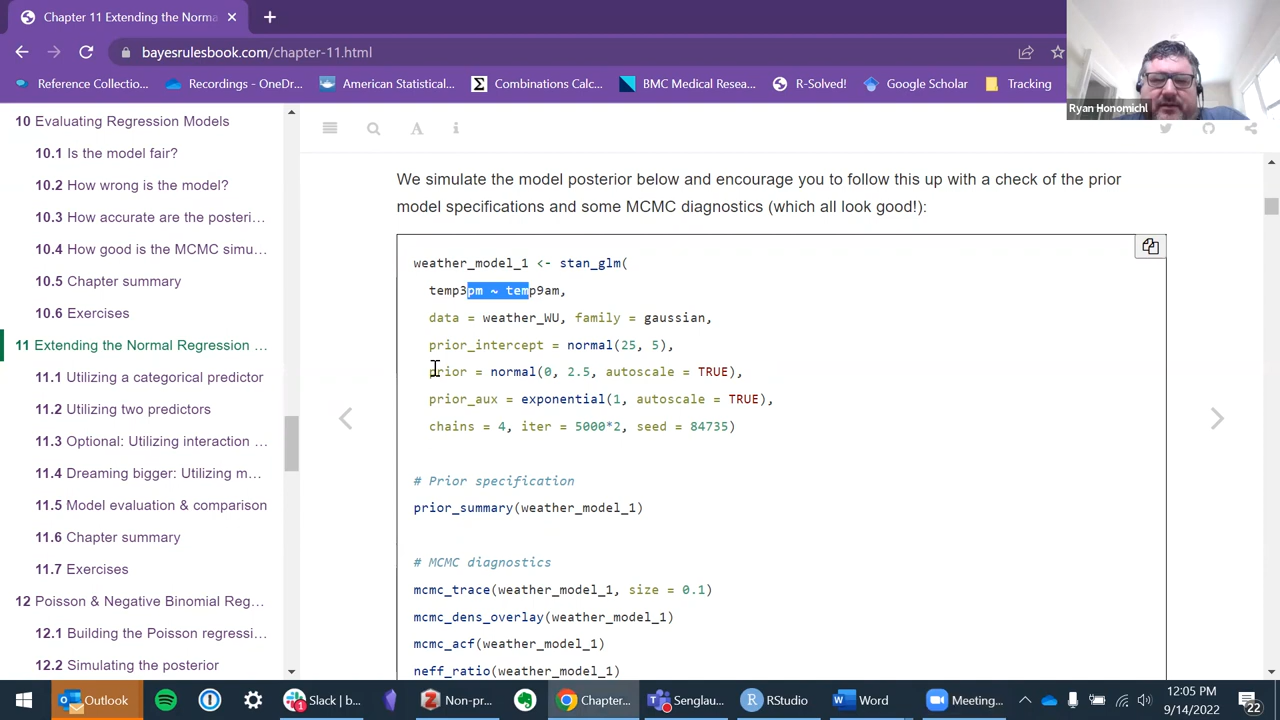 Chapter 11 Extending the Norma
bayesrulesbook.com/chapter-11.html
Reference Collection...
Recordings - OneDr...
American Statistical...
Combinations Calc...
BMC Medical Resea...
R-Solved!
Google Scholar
Tracking
Ryan Honomichl
10 Evaluating Regression Models
10.1 Is the model fair?
10.2 How wrong is the model?
10.3 How accurate are the posteri...
10.4 How good is the MCMC simu...
10.5 Chapter summary
10.6 Exercises
11 Extending the Normal Regression ...
11.1 Utilizing a categorical predictor
11.2 Utilizing two predictors
11.3 Optional: Utilizing interaction ...
11.4 Dreaming bigger: Utilizing m...
11.5 Model evaluation & comparison
11.6 Chapter summary
11.7 Exercises
12 Poisson & Negative Binomial Reg...
12.1 Building the Poisson regressi...
12.2 Simulating the posterior
We simulate the model posterior below and encourage you to follow this up with a check of the prior
model specifications and some MCMC diagnostics (which all look good!):
weather_model_1 <- stan_glm(
temp3pm ~ temp9am,
data = weather_WU, family = gaussian,
prior_intercept = normal(25, 5),
prior = normal(0, 2.5, autoscale = TRUE),
prior_aux = exponential(1, autoscale = TRUE),
chains = 4, iter = 5000*2, seed = 84735)
# Prior specification
prior_summary(weather_model_1)
# MCMC diagnostics
mcmc_trace(weather_model_1, size = 0.1)
mcmc_dens_overlay(weather_model_1)
mcmc_acf(weather_model_1)
neff_ratio(weather_model_1)
Outlook
Slack | b...
Non-pr...
Chapter...
Senglau...
RStudio
Word
Meeting...
12:05 PM
9/14/2022
22